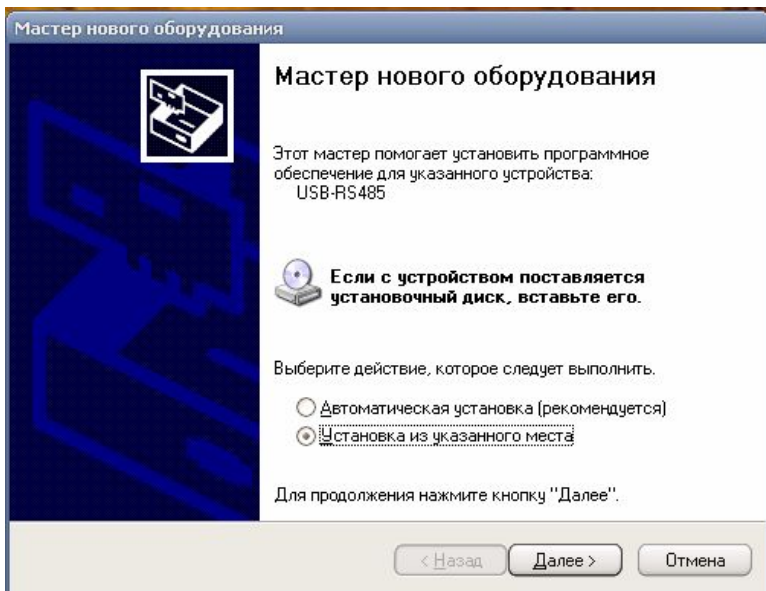 Мастер нового оборудования
Мастер нового оборудования
Этот мастер помогает установить программное
обеспечение для указанного устройства:
USB-RS485
Если с устройством поставляется
установочный диск, вставьте его.
Выберите действие, которое следует выполнить.
Автоматическая установка (рекомендуется)
Установка из указанного места
Для продолжения нажмите кнопку "Далее".
< Назад Далее > Отмена